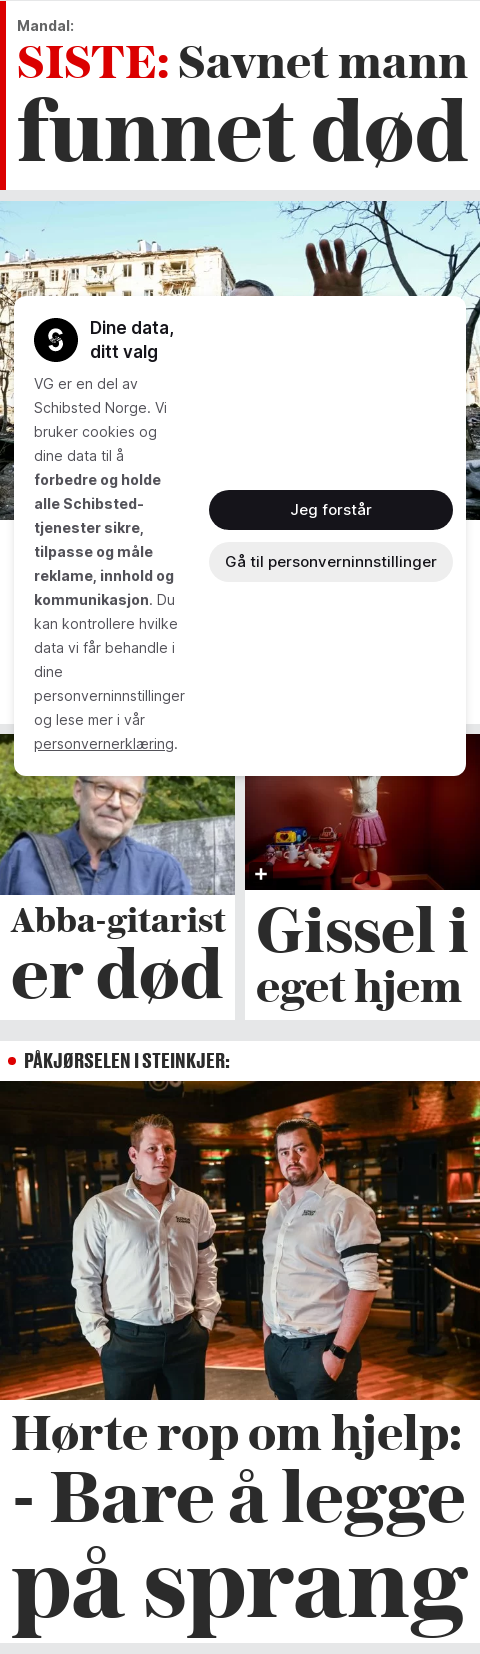 Mandal:
SISTE: Savnet mann
funnet død
Dine data,
ditt valg
VG er en del av
Schibsted Norge. Vi
bruker cookies og
dine data til å
forbedre og holde
alle Schibsted-
tjenester sikre,
tilpasse og måle
reklame, innhold og
kommunikasjon. Du
kan kontrollere hvilke
data vi får behandle i
dine
personverninnstillinger
og lese mer i vår
personvernerklæring.
Jeg forstår
Gå til personverninnstillinger
Abba-gitarist
er død
Gissel i
eget hjem
PÅKJØRSELEN I STEINKJER:
Hørte rop om hjelp:
- Bare å legge
på sprang